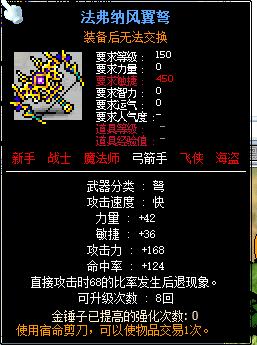 法弗纳风翼弩
装备后无法交换
要求等级： 150
要求力量： 0
要求敏捷： 450
要求智力： 0
要求运气： 0
要求人气度： -
道具等级： -
道具经验值： -
新手 战士 魔法师 弓箭手 飞侠 海盗
武器分类 : 弩
攻击速度 : 快
力量 : +42
敏捷 : +36
攻击力 : +168
命中率 : +124
直接攻击时68的比率发生后退现象。
可升级次数 : 8回
金锤子已提高的强化次数: 0
使用宿命剪刀，可以使物品交易1次。